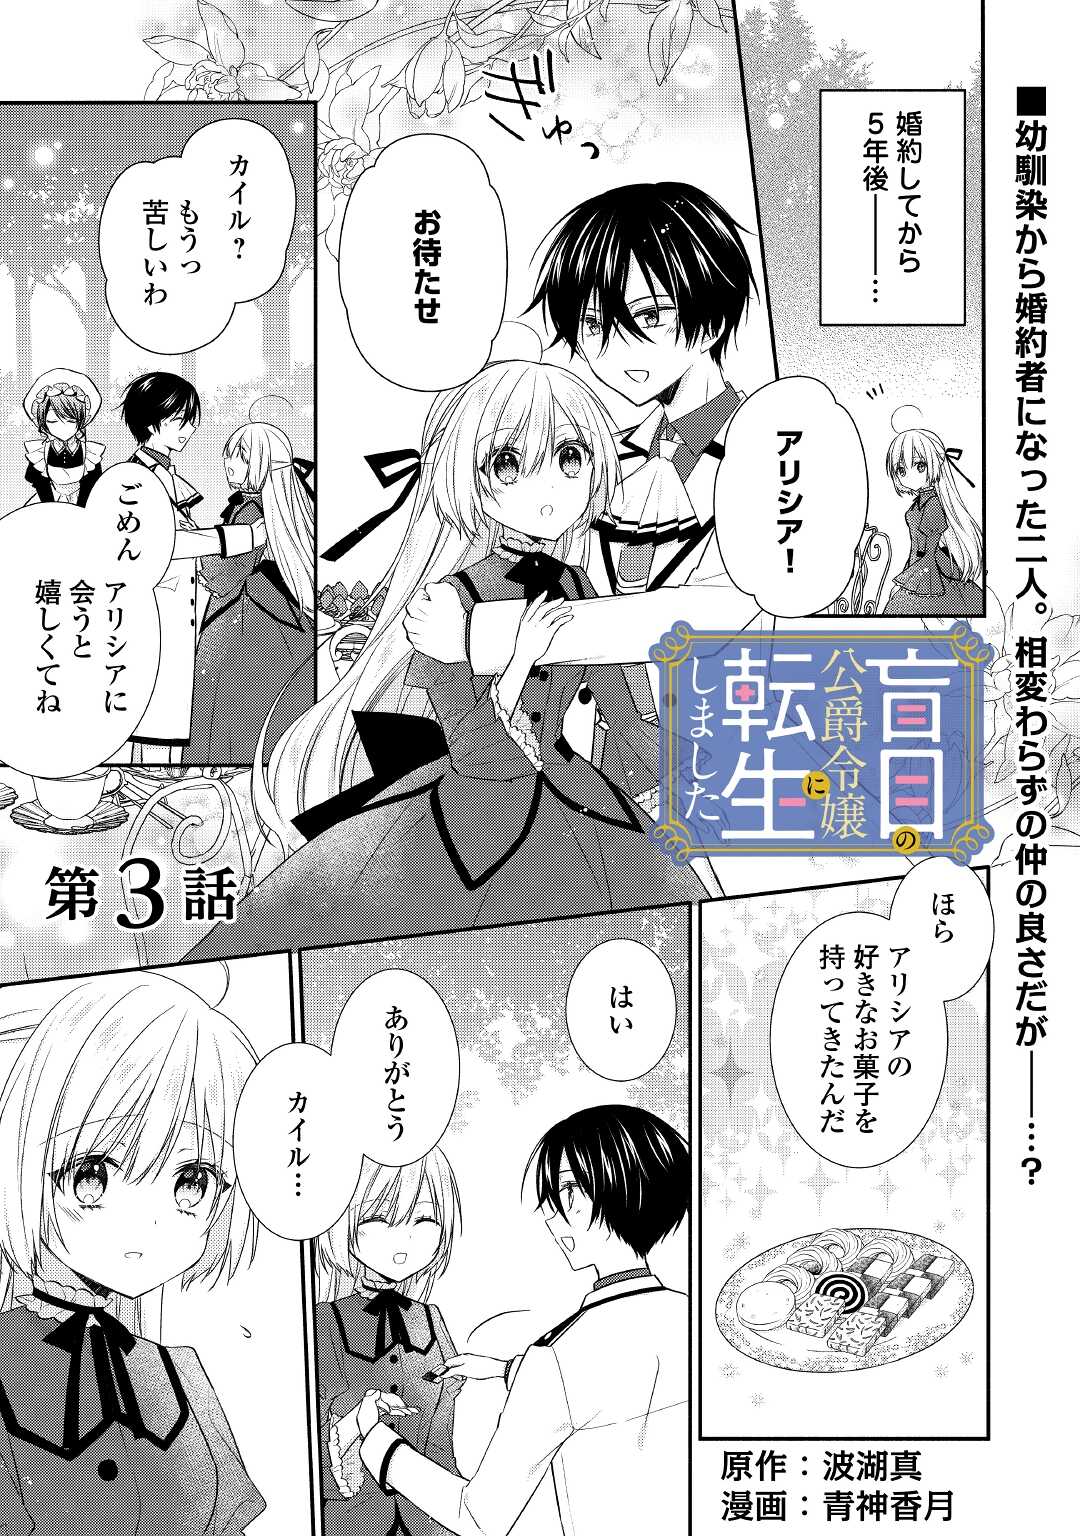 ■幼馴染から婚約者になった二人。相変わらずの仲の良さだが――…?
婚約してから
5年後――…
アリシア!
ぎゅっ
お待たせ
カイル?
もうっ
苦しいわ
ごめん
アリシアに
会うと
嬉しくてね
盲目の
公爵令嬢に
転生
しました
第3話
ほら
アリシアの
好きなお菓子を
持ってきたんだ
はい
ありがとう
カイル…
原作:波湖真
漫画:青神香月